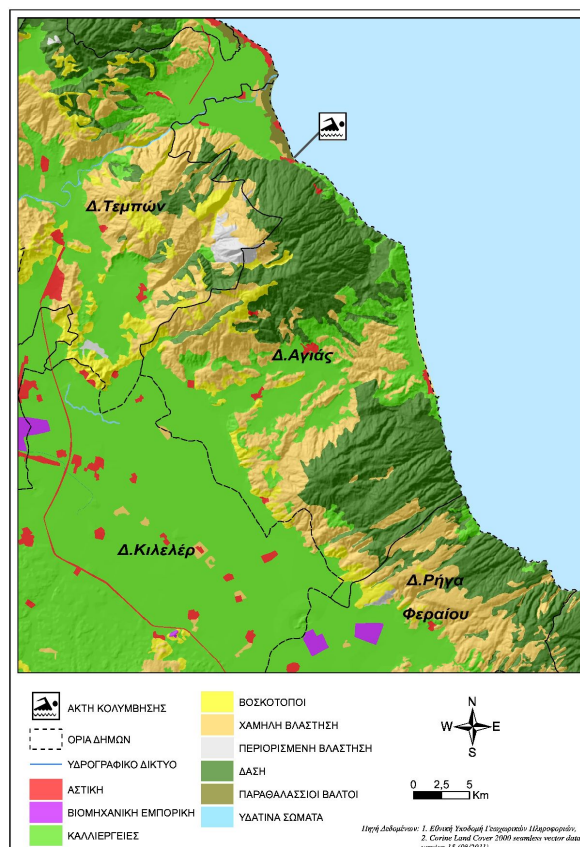 Δ.Τεμπών
Δ.Αγιάς
Δ.Κιλελέρ
Δ.Ρήγα
Φεραίου
ΑΚΤΗ ΚΟΛΥΜΒΗΣΗΣ
ΟΡΙΑ ΔΗΜΩΝ
ΥΔΡΟΓΡΑΦΙΚΟ ΔΙΚΤΥΟ
ΑΣΤΙΚΗ
ΒΙΟΜΗΧΑΝΙΚΗ ΕΜΠΟΡΙΚΗ
ΚΑΛΛΙΕΡΓΕΙΕΣ
ΒΟΣΚΟΤΟΠΟΙ
ΧΑΜΗΛΗ ΒΛΑΣΤΗΣΗ
ΠΕΡΙΟΡΙΣΜΕΝΗ ΒΛΑΣΤΗΣΗ
ΔΑΣΗ
ΠΑΡΑΘΑΛΑΣΣΙΟΙ ΒΑΛΤΟΙ
ΥΔΑΤΙΝΑ ΣΩΜΑΤΑ
N
W E
S
0 2,5 5
Km
Πηγή Δεδομένων: 1. Εθνική Υποδομή Γεωχωρικών Πληροφοριών,
2. Corine Land Cover 2000 seamless vector data